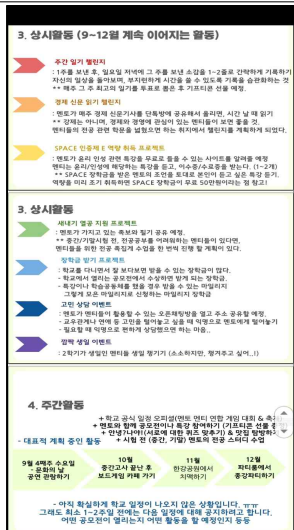 3. 상시활동 (9~12월 계속 이어지는 활동)
주간 일기 챌린지
: 1주를 보낸 후, 일요일 저녁에 그 주를 보낸 소감을 1~2줄로 간략하게 기록하기
자신의 일상을 돌아보며, 부지런하게 시간을 쓸 수 있도록 기록을 습관화하는 것
** 매주 그 주 최고의 일기를 투표로 뽑은 후 기프티콘 선물 예정.
경제 신문 읽기 챌린지
: 멘토가 매주 경제 신문기사를 단톡방에 공유해서 올리면, 시간 날 때 읽기
** 강제는 아니며, 경제와 경영에 관심이 있는 멘티들이 보면 좋을 것.
멘티들의 전공 관련 학문을 넓혔으면 하는 취지에서 챌린지를 계획하게 되었다.
SPACE 인증제 E 역량 취득 프로젝트
: 멘토가 윤리 인성 관련 특강을 무료로 들을 수 있는 사이트를 알려줄 예정
멘티는 윤리/인성에 해당하는 특강을 듣고, 이수증/수료증을 받는다. (1~2개)
** SPACE 장학금을 받은 멘토의 조언을 토대로 본인이 듣고 싶은 특강 듣기,
역량을 미리 조기 취득하면 SPACE 장학금이 무료 50만원이라는 점 참고!
3. 상시활동
새내기 열공 지원 프로젝트
: 멘토가 가지고 있는 족보와 필기 공유 예정.
** 중간/기말시험 전, 전공공부를 어려워하는 멘티들이 있다면,
멘티들을 위한 전공 족집게 수업을 한 번씩 진행 할 계획이 있다.
장학금 받기 프로젝트
: 학교를 다니면서 잘 보다보면 받을 수 있는 장학금이 많다.
- 학교에서 열리는 공모전에서 수상하면 받게 되는 장학금.
- 특강이나 학습공동체를 했을 경우 받을 수 있는 마일리지
그렇게 모은 마일리지로 신청하는 마일리지 장학금
고민 상담 이벤트
: 멘토가 멘티들이 활용할 수 있는 오픈채팅방을 열고 주소 공유할 예정.
- 교우관계나 연애 등 고민을 털어놓고 싶을 때 익명으로 멘토에게 털어놓기
- 필요할 때 익명으로 편하게 상담했으면 하는 마음..
깜짝 생일 이벤트
: 2학기가 생일인 멘티들 생일 챙기기 (소소하지만, 챙겨주고 싶어..!)
4. 주간활동
+ 학교 공식 일정 오피셜(멘토 멘티 연합 게임 대회 & 축제
+ 멘토와 함께 공모전이나 특강 참여하기 (기프티콘 선물 증
+ 안녕?나야!(서로에 대한 퀴즈 맞추기) & 맛집 탐방하기
+ 시험 전 (중간, 기말) 멘토의 전공 스터디 수업
- 대표적 계획 중인 활동
9월 4째주 수요일
- 문화의 날
공연 관람하기
10월
중간고사 끝난 후
보드게임 카페 가기
11월
한강공원에서
치맥하기
12월
파티룸에서
종강파티하기
- 아직 확실하게 학교 일정이 나오지 않은 상황입니다. ㅠㅠ
그래도 최소 1~2주일 전에는 다음 일정에 대해 공지하려고 합니다.
어떤 공모전이 열리는지 어떤 활동을 할 예정인지 등등